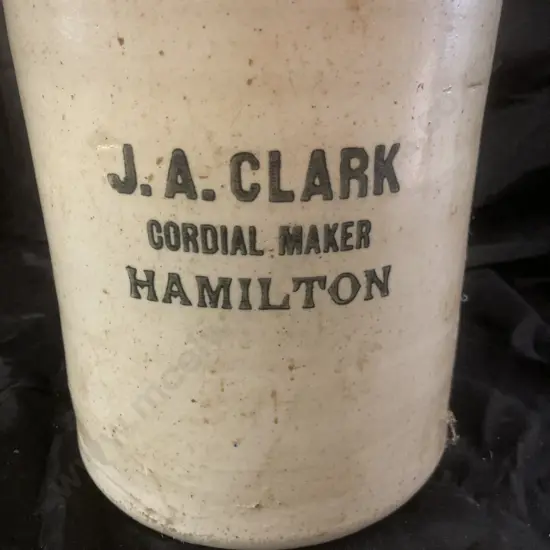 J. A. CLARK
CORDIAL MAKER
HAMILTON